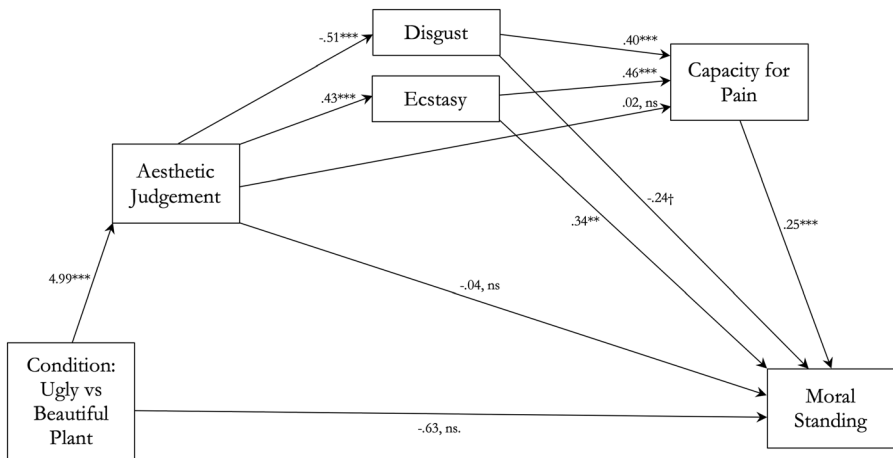 Disgust
-.51***
.40***
Capacity for
Pain
Ecstasy
.43***
.46***
.02, ns
Aesthetic
Judgement
-.24†
.34**
.25***
4.99***
-.04, ns
Condition:
Ugly vs
Beautiful
Plant
Moral
Standing
-.63, ns.